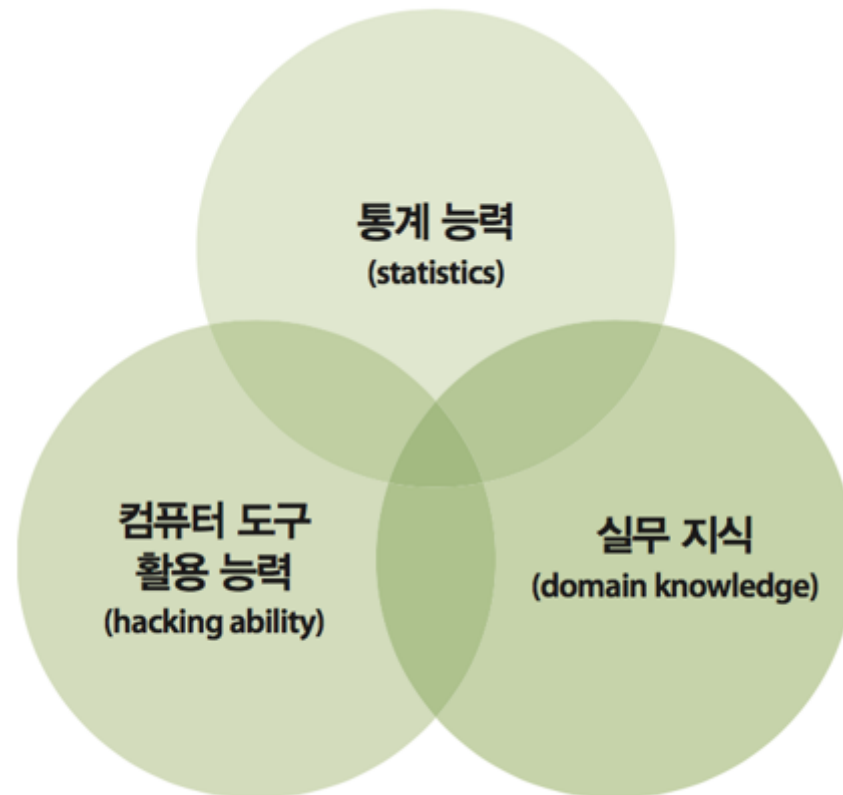 통계 능력
(statistics)
컴퓨터 도구
활용 능력
(hacking ability)
실무 지식
(domain knowledge)